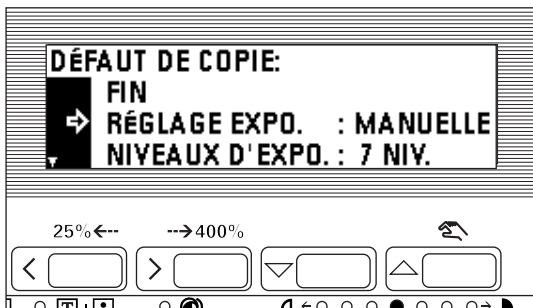 DÉFAUT DE COPIE:
FIN
RÉGLAGE EXPO. : MANUELLE
NIVEAUX D'EXPO. : 7 NIV.
25% 400%
T